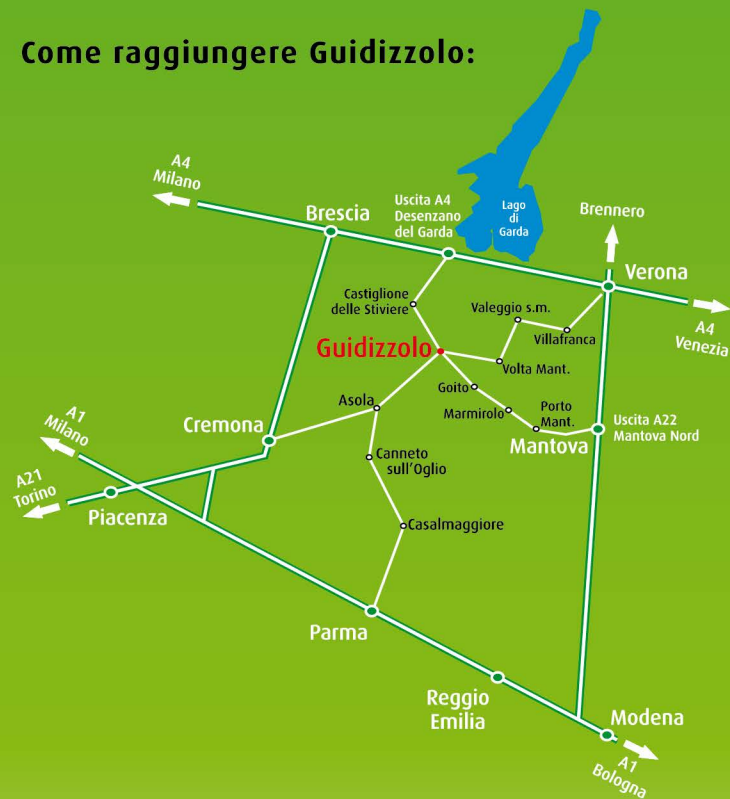 Come raggiungere Guidizzolo:
A4
Milano
Brescia
Uscita A4
Desenzano
del Garda
Lago
di
Garda
Brennero
Verona
A4
Venezia
Castiglione
delle Stiviere
Valeggio s.m.
Villafranca
Guidizzolo
Volta Mant.
Goito
Asola
Marmirolo
Porto
Mant.
Mantova
Uscita A22
Mantova Nord
A1
Milano
Cremona
A21
Torino
Piacenza
Canneto
sull'Oglio
Casalmaggiore
Parma
Reggio
Emilia
Modena
A1
Bologna